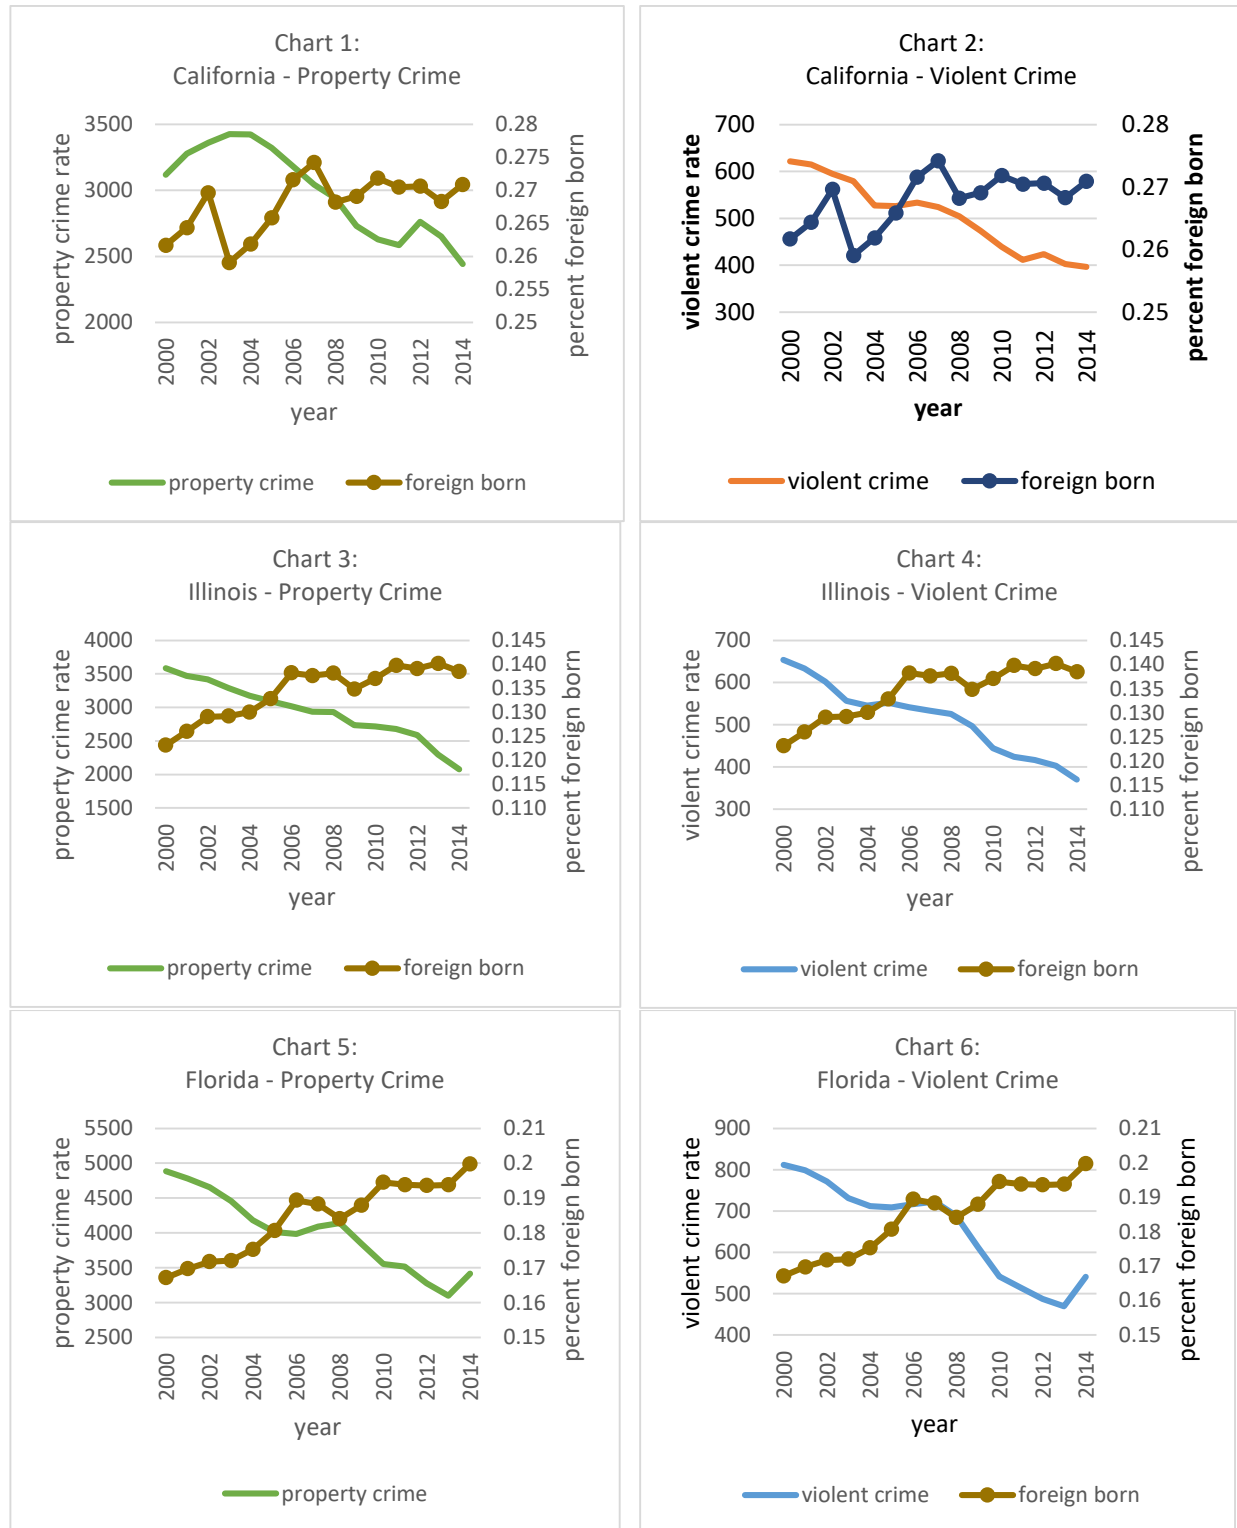 Chart 1:
California - Property Crime
property crime rate
3500
3000
2500
2000
0.28
0.275
0.27
0.265
0.26
0.255
0.25
percent foreign born
2000
2002
2004
2006
2008
2010
2012
2014
year
property crime
foreign born
Chart 2:
California - Violent Crime
violent crime rate
700
600
500
400
300
0.28
0.27
0.26
0.25
percent foreign born
2000
2002
2004
2006
2008
2010
2012
2014
year
violent crime
foreign born
Chart 3:
Illinois - Property Crime
property crime rate
4000
3500
3000
2500
2000
1500
0.145
0.140
0.135
0.130
0.125
0.120
0.115
0.110
percent foreign born
2000
2002
2004
2006
2008
2010
2012
2014
year
property crime
foreign born
Chart 4:
Illinois - Violent Crime
violent crime rate
700
600
500
400
300
0.145
0.140
0.135
0.130
0.125
0.120
0.115
0.110
percent foreign born
2000
2002
2004
2006
2008
2010
2012
2014
year
violent crime
foreign born
Chart 5:
Florida - Property Crime
property crime rate
5500
5000
4500
4000
3500
3000
2500
0.21
0.2
0.19
0.18
0.17
0.16
0.15
percent foreign born
2000
2002
2004
2006
2008
2010
2012
2014
year
property crime
Chart 6:
Florida - Violent Crime
violent crime rate
900
800
700
600
500
400
0.21
0.2
0.19
0.18
0.17
0.16
0.15
percent foreign born
2000
2002
2004
2006
2008
2010
2012
2014
year
violent crime
foreign born